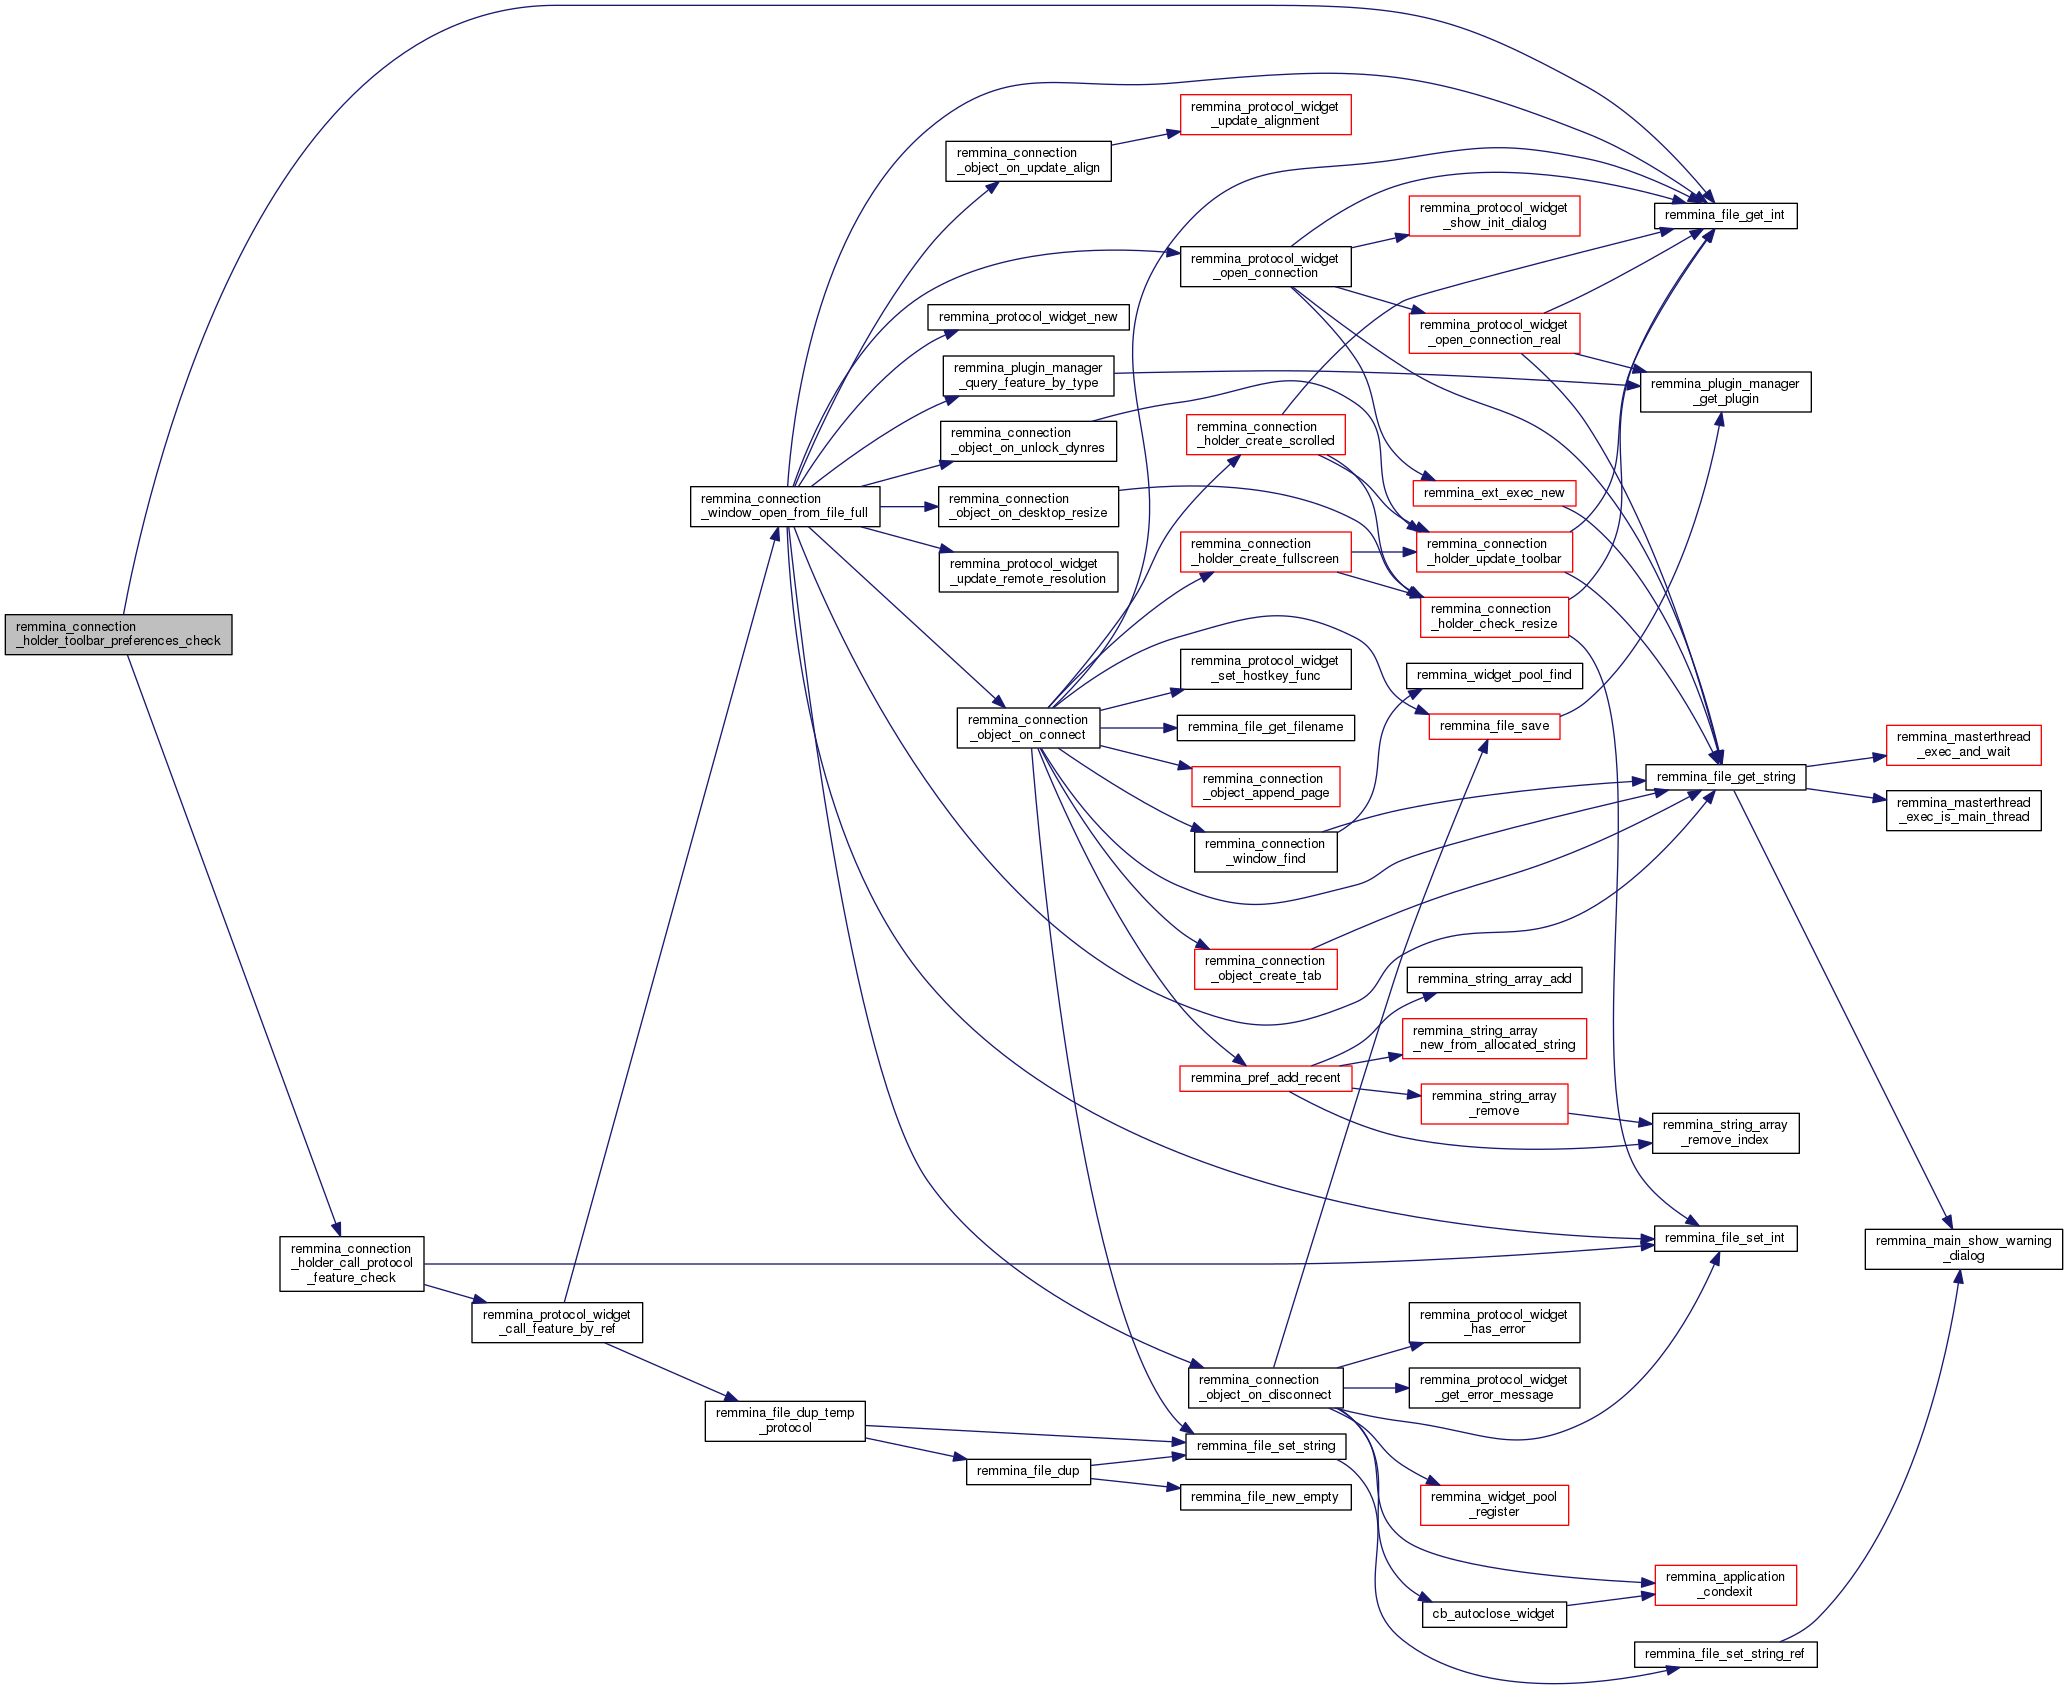 remmina_connection
_holder_toolbar_preferences_check
remmina_connection
_holder_call_protocol
_feature_check
remmina_protocol_widget
_call_feature_by_ref
remmina_connection
_window_open_from_file_full
remmina_file_dup_temp
_protocol
remmina_connection
_object_on_update_align
remmina_protocol_widget_new
remmina_plugin_manager
_query_feature_by_type
remmina_connection
_object_on_unlock_dynres
remmina_connection
_object_on_desktop_resize
remmina_protocol_widget
_update_remote_resolution
remmina_connection
_object_on_connect
remmina_file_dup
remmina_protocol_widget
_update_alignment
remmina_protocol_widget
_open_connection
remmina_connection
_holder_create_scrolled
remmina_connection
_holder_create_fullscreen
remmina_protocol_widget
_set_hostkey_func
remmina_file_get_filename
remmina_connection
_object_append_page
remmina_connection
_window_find
remmina_connection
_object_create_tab
remmina_pref_add_recent
remmina_connection
_object_on_disconnect
remmina_file_set_string
remmina_file_new_empty
remmina_protocol_widget
_show_init_dialog
remmina_protocol_widget
_open_connection_real
remmina_ext_exec_new
remmina_connection
_holder_update_toolbar
remmina_connection
_holder_check_resize
remmina_widget_pool_find
remmina_file_save
remmina_string_array_add
remmina_string_array
_new_from_allocated_string
remmina_string_array
_remove
remmina_protocol_widget
_has_error
remmina_protocol_widget
_get_error_message
remmina_widget_pool
_register
cb_autoclose_widget
remmina_file_get_int
remmina_plugin_manager
_get_plugin
remmina_file_get_string
remmina_string_array
_remove_index
remmina_file_set_int
remmina_application
_condexit
remmina_file_set_string_ref
remmina_masterthread
_exec_and_wait
remmina_masterthread
_exec_is_main_thread
remmina_main_show_warning
_dialog